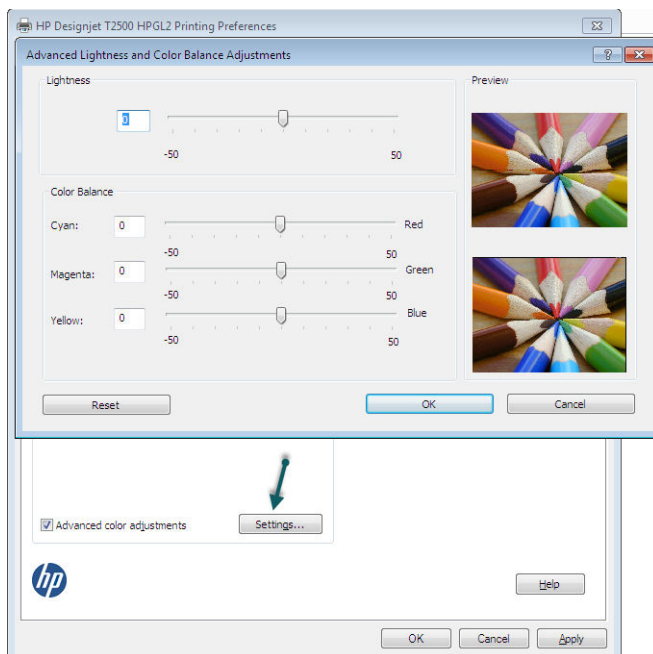 HP Designjet T2500 HPGL2 Printing Preferences
Advanced Lightness and Color Balance Adjustments
Lightness
0
-50 50
Color Balance
Cyan: 0 Red
-50 50
Magenta: 0 Green
-50 50
Yellow: 0 Blue
-50 50
Preview
Reset OK Cancel
Advanced color adjustments Settings...
hp
Help
OK Cancel Apply